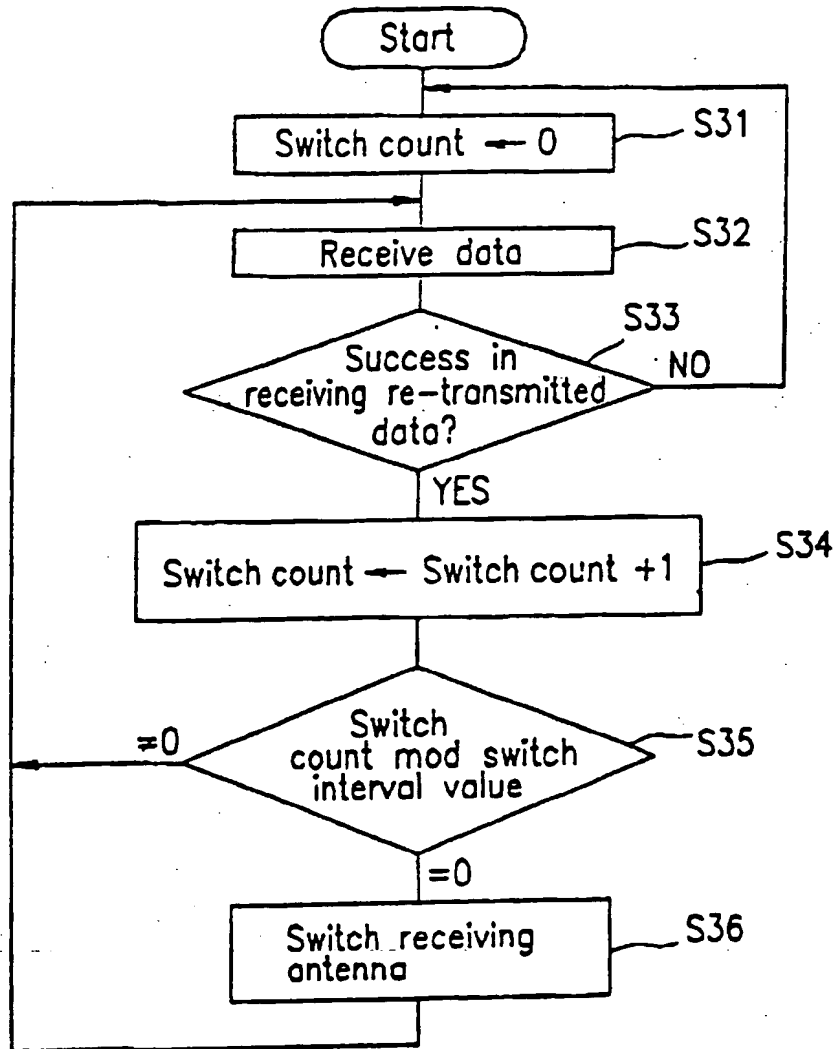 Start
Switch count ← 0
S31
Receive data
S32
S33
Success in
receiving re-transmitted
data?
NO
YES
Switch count ← Switch count +1
S34
Switch
count mod switch
interval value
≠0
S35
=0
Switch receiving
antenna
S36